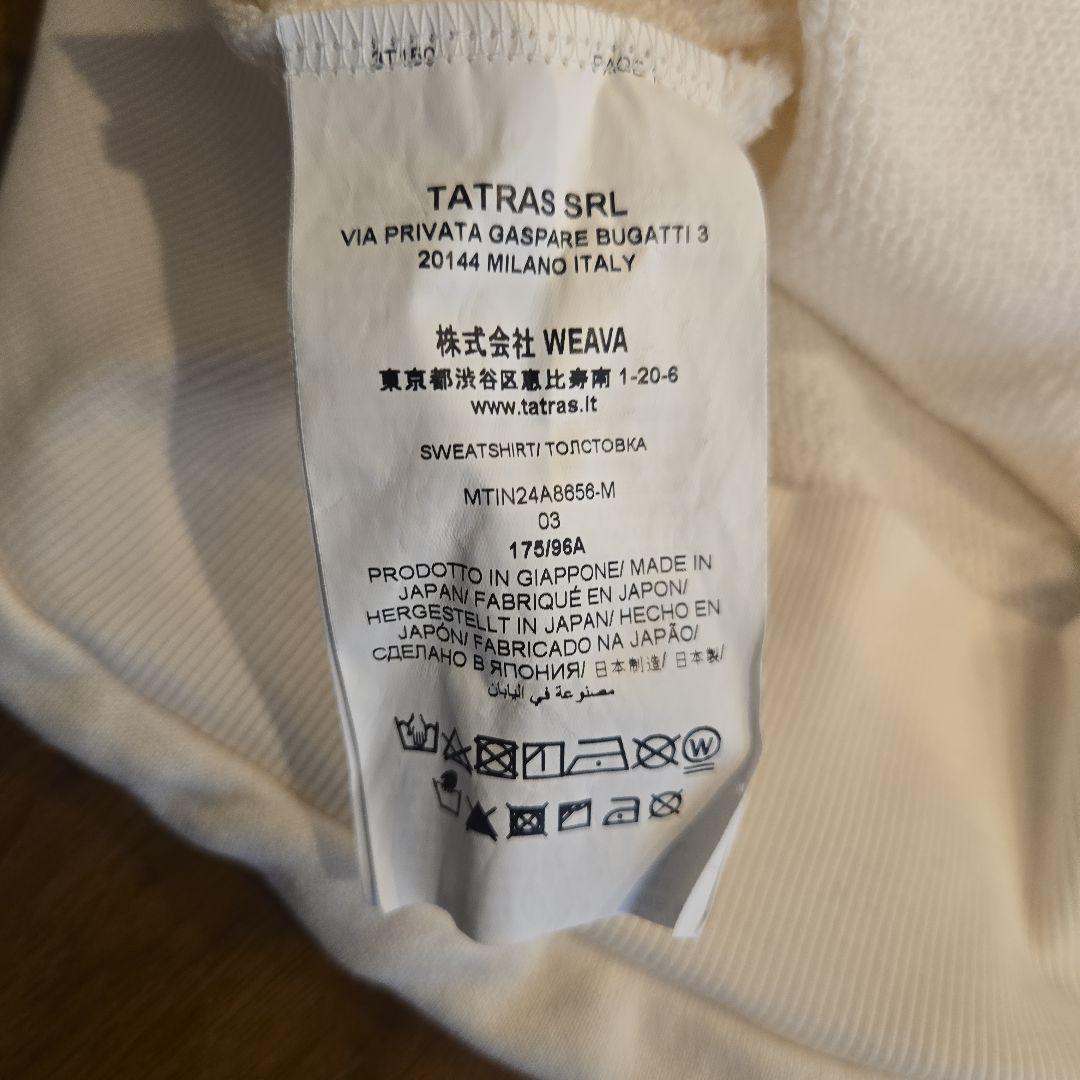 TATRAS SRL
VIA PRIVATA GASPARE BUGATTI 3
20144 MILANO ITALY
株式会社 WEAVA
東京都渋谷区恵比寿南 1-20-6
www.tatras.it
SWEATSHIRT/ ТОЛСТОВКА
MTIN24A8656-M
03
175/96A
PRODOTTO IN GIAPPONE/ MADE IN
JAPAN/ FABRIQUÉ EN JAPON/
HERGESTELLT IN JAPAN/ HECHO EN
JAPÓN/ FABRICADO NA JAPÃO/
СДЕЛАНО В ЯПОНИЯ/ 日本制造/ 日本製/
مصنوعة في اليابان
W